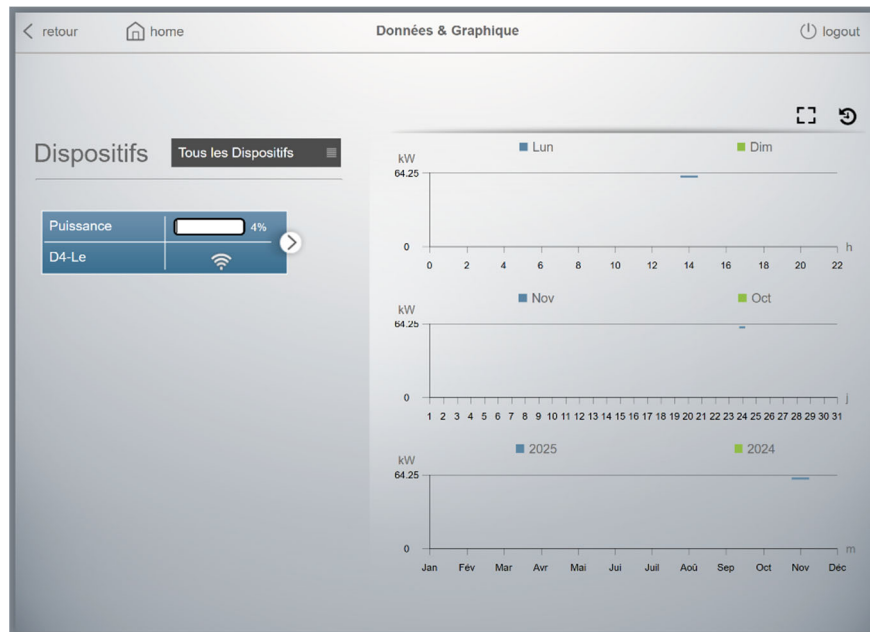 retour home Données & Graphique logout
Dispositifs Tous les Dispositifs
Puissance 4%
D4-Le
Lun Dim
kW
64.25
0 h
0 2 4 6 8 10 12 14 16 18 20 22
Nov Oct
kW
64.25
0 j
1 2 3 4 5 6 7 8 9 10 11 12 13 14 15 16 17 18 19 20 21 22 23 24 25 26 27 28 29 30 31
2025 2024
kW
64.25
0 m
Jan Fév Mar Avr Mai Jui Juil Aoû Sep Oct Nov Déc